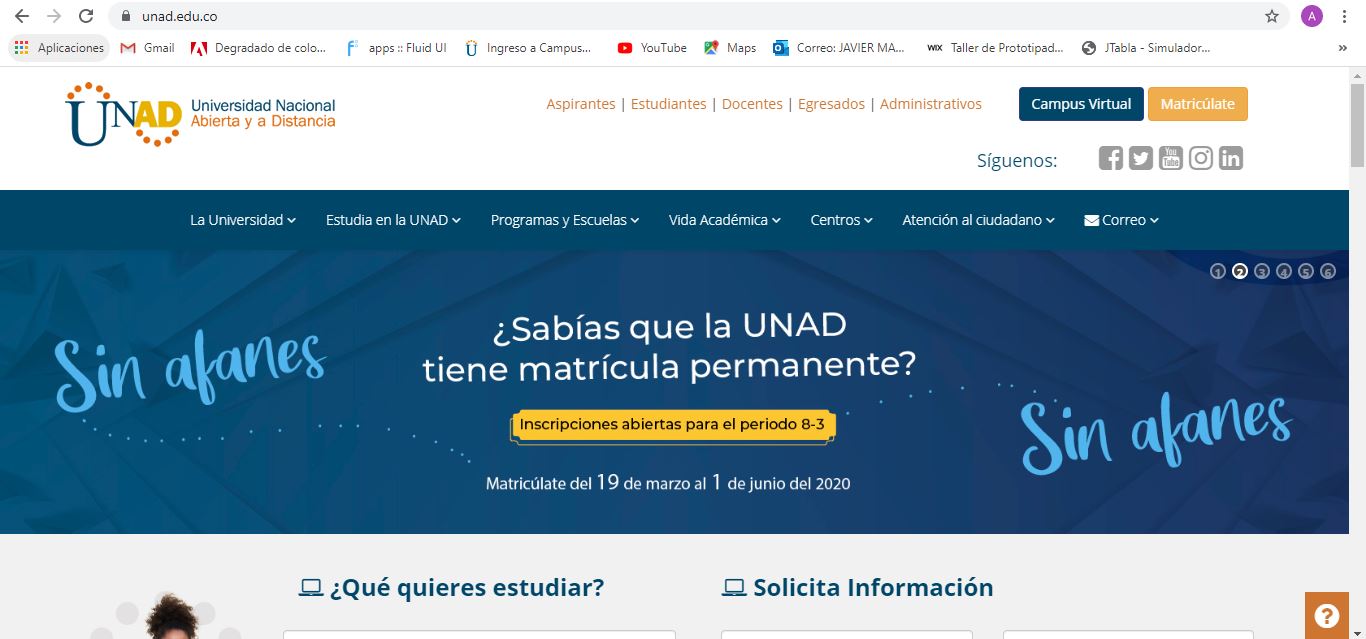 unad.edu.co
A
Aplicaciones
Gmail
Degradado de colo...
apps :: Fluid UI
Ingreso a Campus...
YouTube
Maps
Correo: JAVIER MA...
WIX Taller de Prototipad...
JTabla - Simulador...
»
UNAD Universidad Nacional
Abierta y a Distancia
Aspirantes | Estudiantes | Docentes | Egresados | Administrativos
Campus Virtual
Matricúlate
Síguenos:
You Tube
La Universidad
Estudia en la UNAD
Programas y Escuelas
Vida Académica
Centros
Atención al ciudadano
Correo
1 2 3 4 5 6
Sin afanes
¿Sabías que la UNAD
tiene matrícula permanente?
Inscripciones abiertas para el periodo 8-3
Matricúlate del 19 de marzo al 1 de junio del 2020
Sin afanes
¿Qué quieres estudiar?
Solicita Información
?